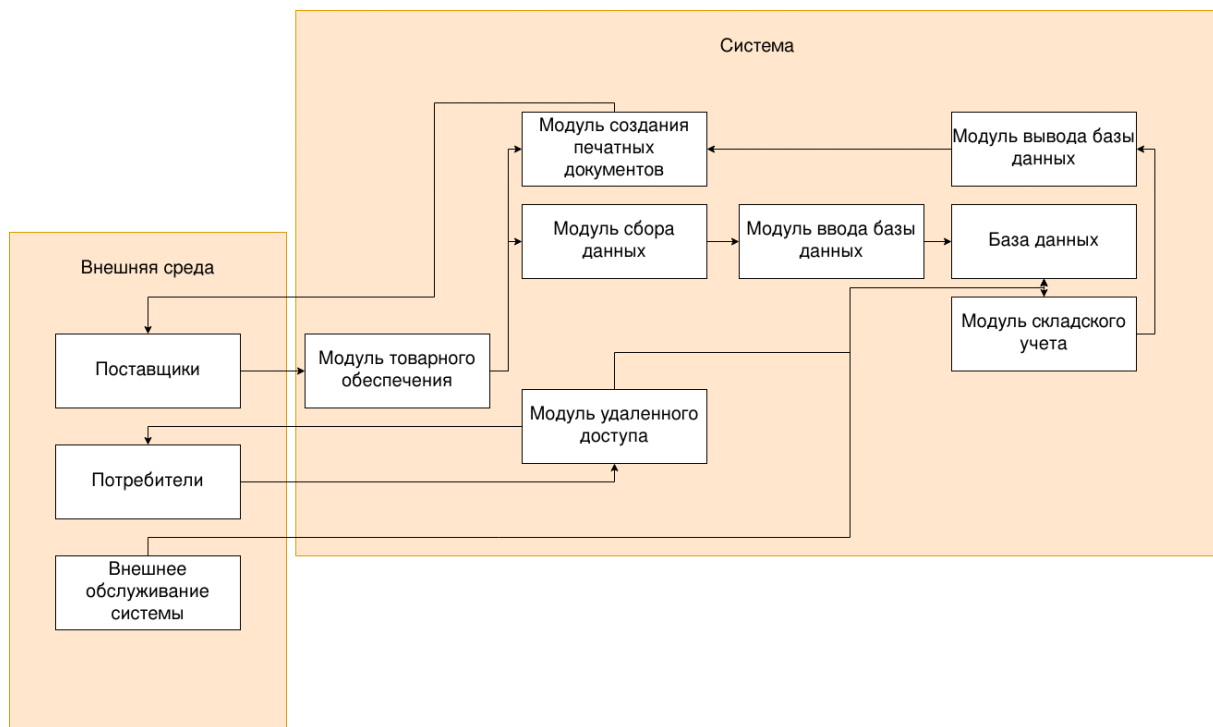 Система
Модуль создания
печатных
документов
Модуль вывода базы
данных
Модуль сбора
данных
Модуль ввода базы
данных
База данных
Внешняя среда
Поставщики
Модуль товарного
обеспечения
Модуль складского
учета
Модуль удаленного
доступа
Потребители
Внешнее
обслуживание
системы